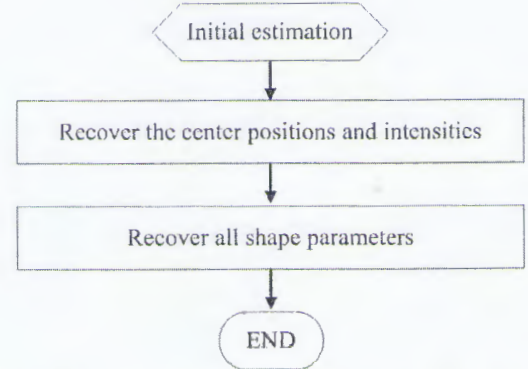 Initial estimation
Recover the center positions and intensities
Recover all shape parameters
END